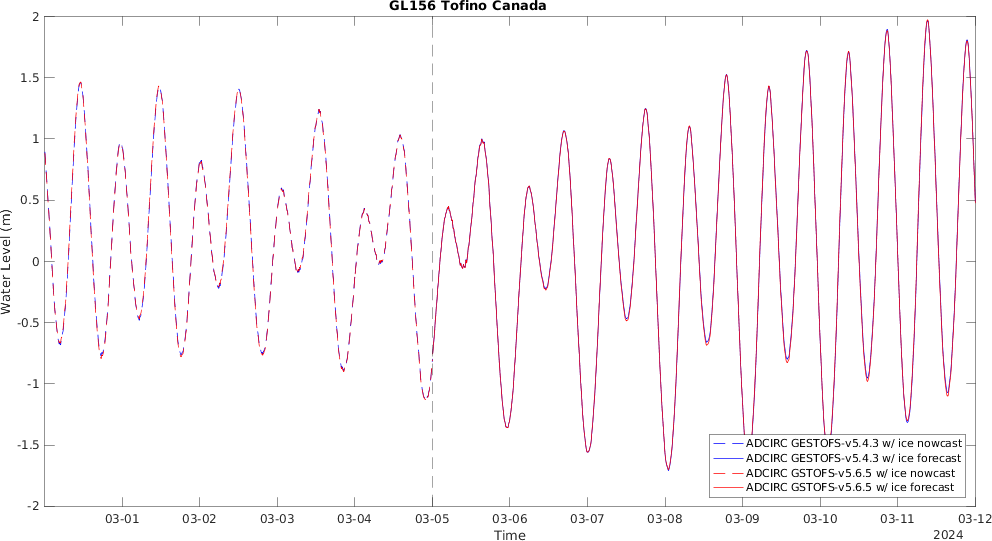 GL156 Tofino Canada
2
1.5
1
0.5
0
-0.5
-1
-1.5
-2
Water Level (m)
ADCIRC GESTOFS-v5.4.3 w/ ice nowcast
ADCIRC GESTOFS-v5.4.3 w/ ice forecast
ADCIRC GSTOFS-v5.6.5 w/ ice nowcast
ADCIRC GSTOFS-v5.6.5 w/ ice forecast
03-01 03-02 03-03 03-04 03-05 03-06 03-07 03-08 03-09 03-10 03-11 03-12
Time
2024